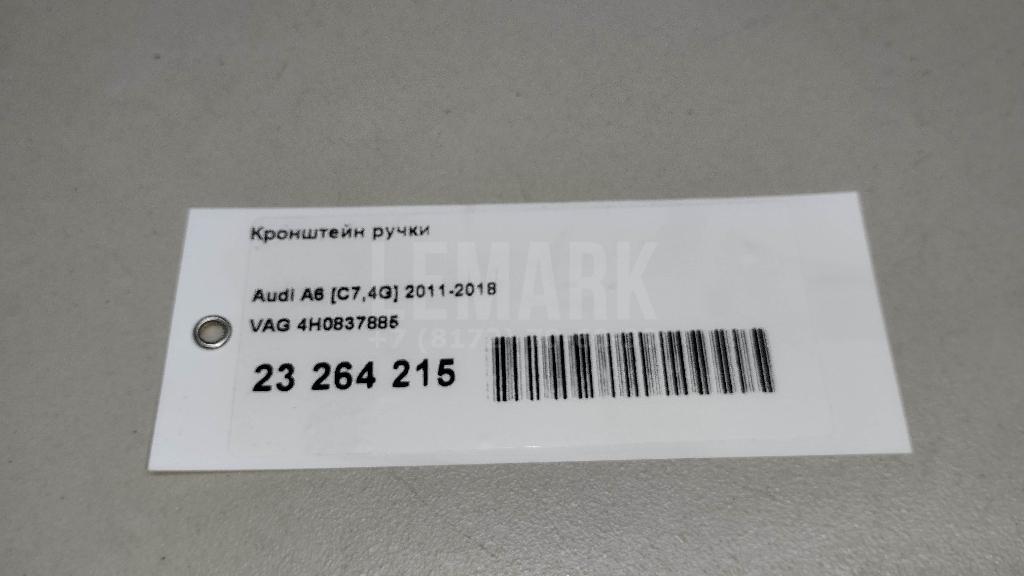 Кронштейн ручки
LEMARK
Audi A6 [C7,4G] 2011-2018
VAG 4H0837885
23 264 215